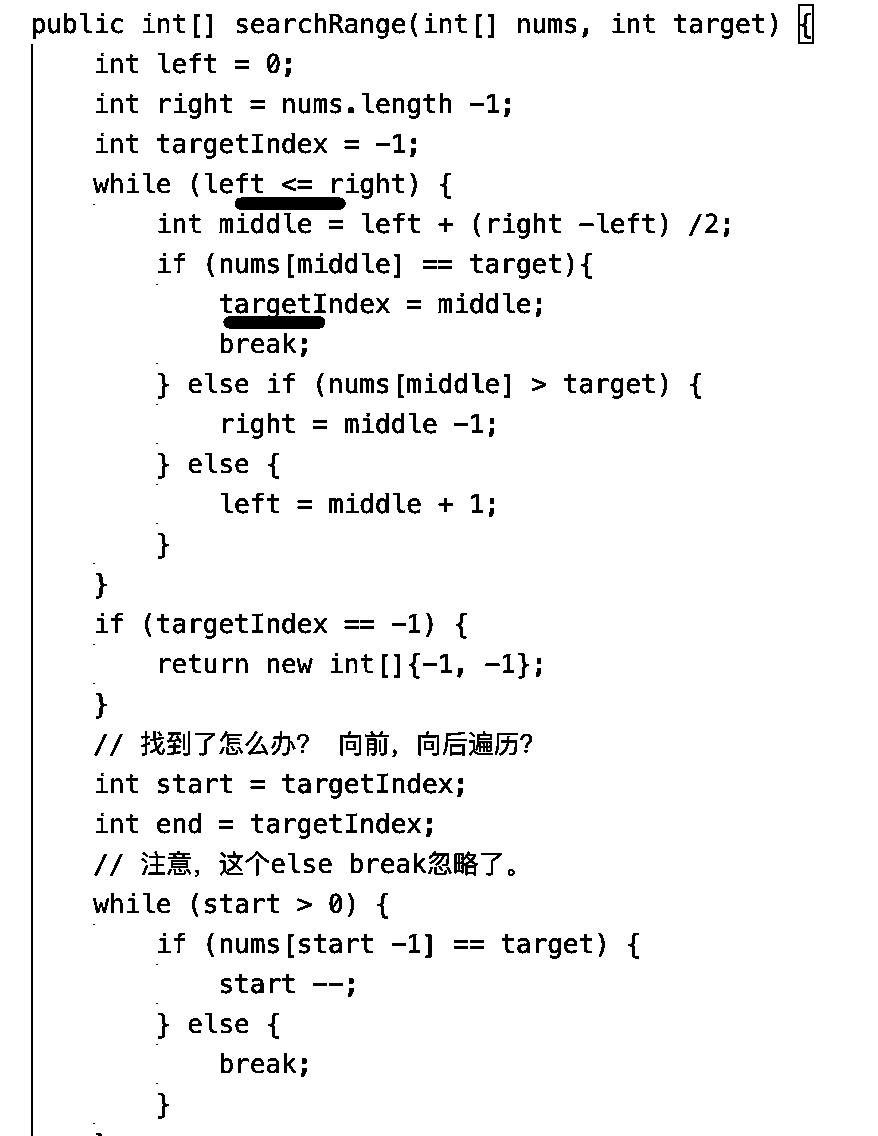 public int[] searchRange(int[] nums, int target) {
    int left = 0;
    int right = nums.length -1;
    int targetIndex = -1;
    while (left <= right) {
        int middle = left + (right -left) /2;
        if (nums[middle] == target){
            targetIndex = middle;
            break;
        } else if (nums[middle] > target) {
            right = middle -1;
        } else {
            left = middle + 1;
        }
    }
    if (targetIndex == -1) {
        return new int[]{-1, -1};
    }
    // 找到了怎么办？ 向前，向后遍历？
    int start = targetIndex;
    int end = targetIndex;
    // 注意，这个else break忽略了。
    while (start > 0) {
        if (nums[start -1] == target) {
            start --;
        } else {
            break;
        }